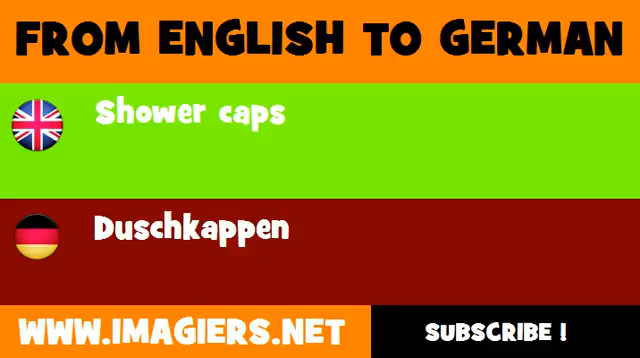 FROM ENGLISH TO GERMAN
Shower caps
Duschkappen
WWW.IMAGIERS.NET
SUBSCRIBE !